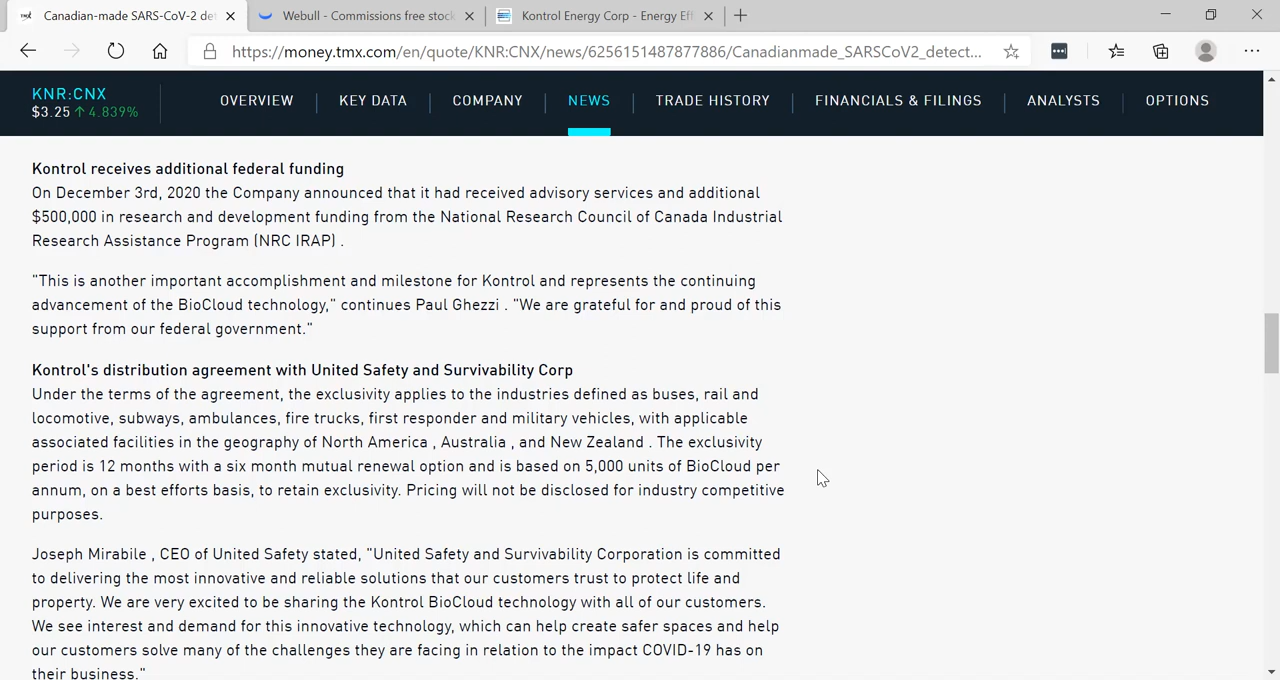 Canadian-made SARS-CoV-2 det
Webull - Commissions free stock
Kontrol Energy Corp - Energy Eff
https://money.tmx.com/en/quote/KNR:CNX/news/6256151487877886/Canadianmade_SARSCoV2_detect...
KNR:CNX
$3.25 ↑ 4.839%
OVERVIEW
KEY DATA
COMPANY
NEWS
TRADE HISTORY
FINANCIALS & FILINGS
ANALYSTS
OPTIONS
Kontrol receives additional federal funding
On December 3rd, 2020 the Company announced that it had received advisory services and additional
$500,000 in research and development funding from the National Research Council of Canada Industrial
Research Assistance Program (NRC IRAP) .
"This is another important accomplishment and milestone for Kontrol and represents the continuing
advancement of the BioCloud technology," continues Paul Ghezzi . "We are grateful for and proud of this
support from our federal government."
Kontrol's distribution agreement with United Safety and Survivability Corp
Under the terms of the agreement, the exclusivity applies to the industries defined as buses, rail and
locomotive, subways, ambulances, fire trucks, first responder and military vehicles, with applicable
associated facilities in the geography of North America , Australia , and New Zealand . The exclusivity
period is 12 months with a six month mutual renewal option and is based on 5,000 units of BioCloud per
annum, on a best efforts basis, to retain exclusivity. Pricing will not be disclosed for industry competitive
purposes.
Joseph Mirabile , CEO of United Safety stated, "United Safety and Survivability Corporation is committed
to delivering the most innovative and reliable solutions that our customers trust to protect life and
property. We are very excited to be sharing the Kontrol BioCloud technology with all of our customers.
We see interest and demand for this innovative technology, which can help create safer spaces and help
our customers solve many of the challenges they are facing in relation to the impact COVID-19 has on
their business."